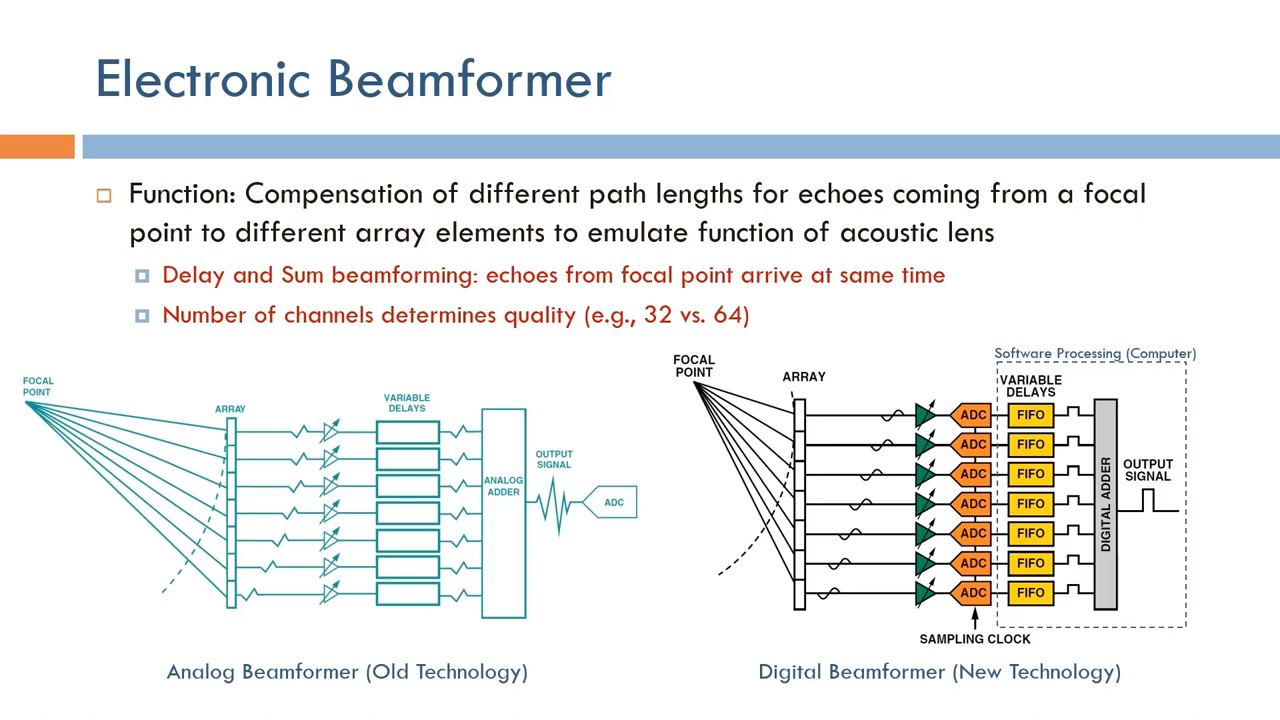 Electronic Beamformer
Function: Compensation of different path lengths for echoes coming from a focal
point to different array elements to emulate function of acoustic lens
Delay and Sum beamforming: echoes from focal point arrive at same time
Number of channels determines quality (e.g., 32 vs. 64)
FOCAL
POINT
ARRAY
VARIABLE
DELAYS
ANALOG
ADDER
OUTPUT
SIGNAL
ADC
Analog Beamformer (Old Technology)
Software Processing (Computer)
FOCAL
POINT
ARRAY
VARIABLE
DELAYS
ADC FIFO
ADC FIFO
ADC FIFO
ADC FIFO
ADC FIFO
ADC FIFO
ADC FIFO
DIGITAL ADDER
OUTPUT
SIGNAL
SAMPLING CLOCK
Digital Beamformer (New Technology)